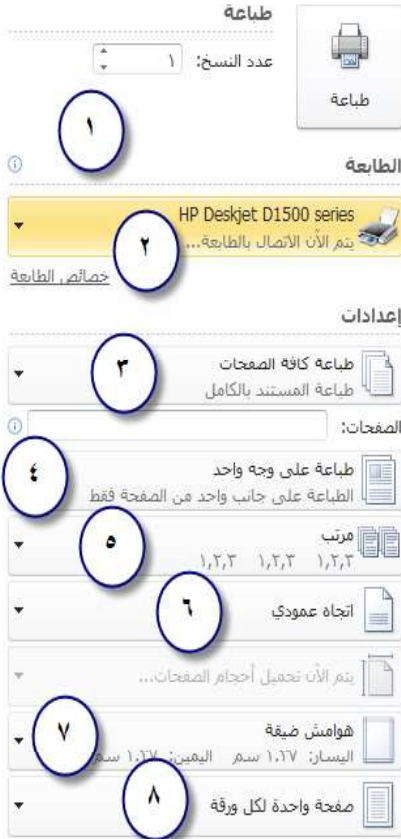 طباعة
عدد النسخ: ١
طباعة
١
الطابعة
HP Deskjet D1500 series
يتم الآن الاتصال بالطابعة...
٢
خصائص الطابعة
إعدادات
طباعة كافة الصفحات
طباعة المستند بالكامل
٣
الصفحات:
طباعة على وجه واحد
الطباعة على جانب واحد من الصفحة فقط
٤
مرتب
١,٢,٣ ١,٢,٣ ١,٢,٣
٥
اتجاه عمودي
٦
يتم الآن تحميل أحجام الصفحات...
هوامش ضيقة
اليسار: ١.٢٧ سم اليمين: ١.٢٧ سم
٧
صفحة واحدة لكل ورقة
٨